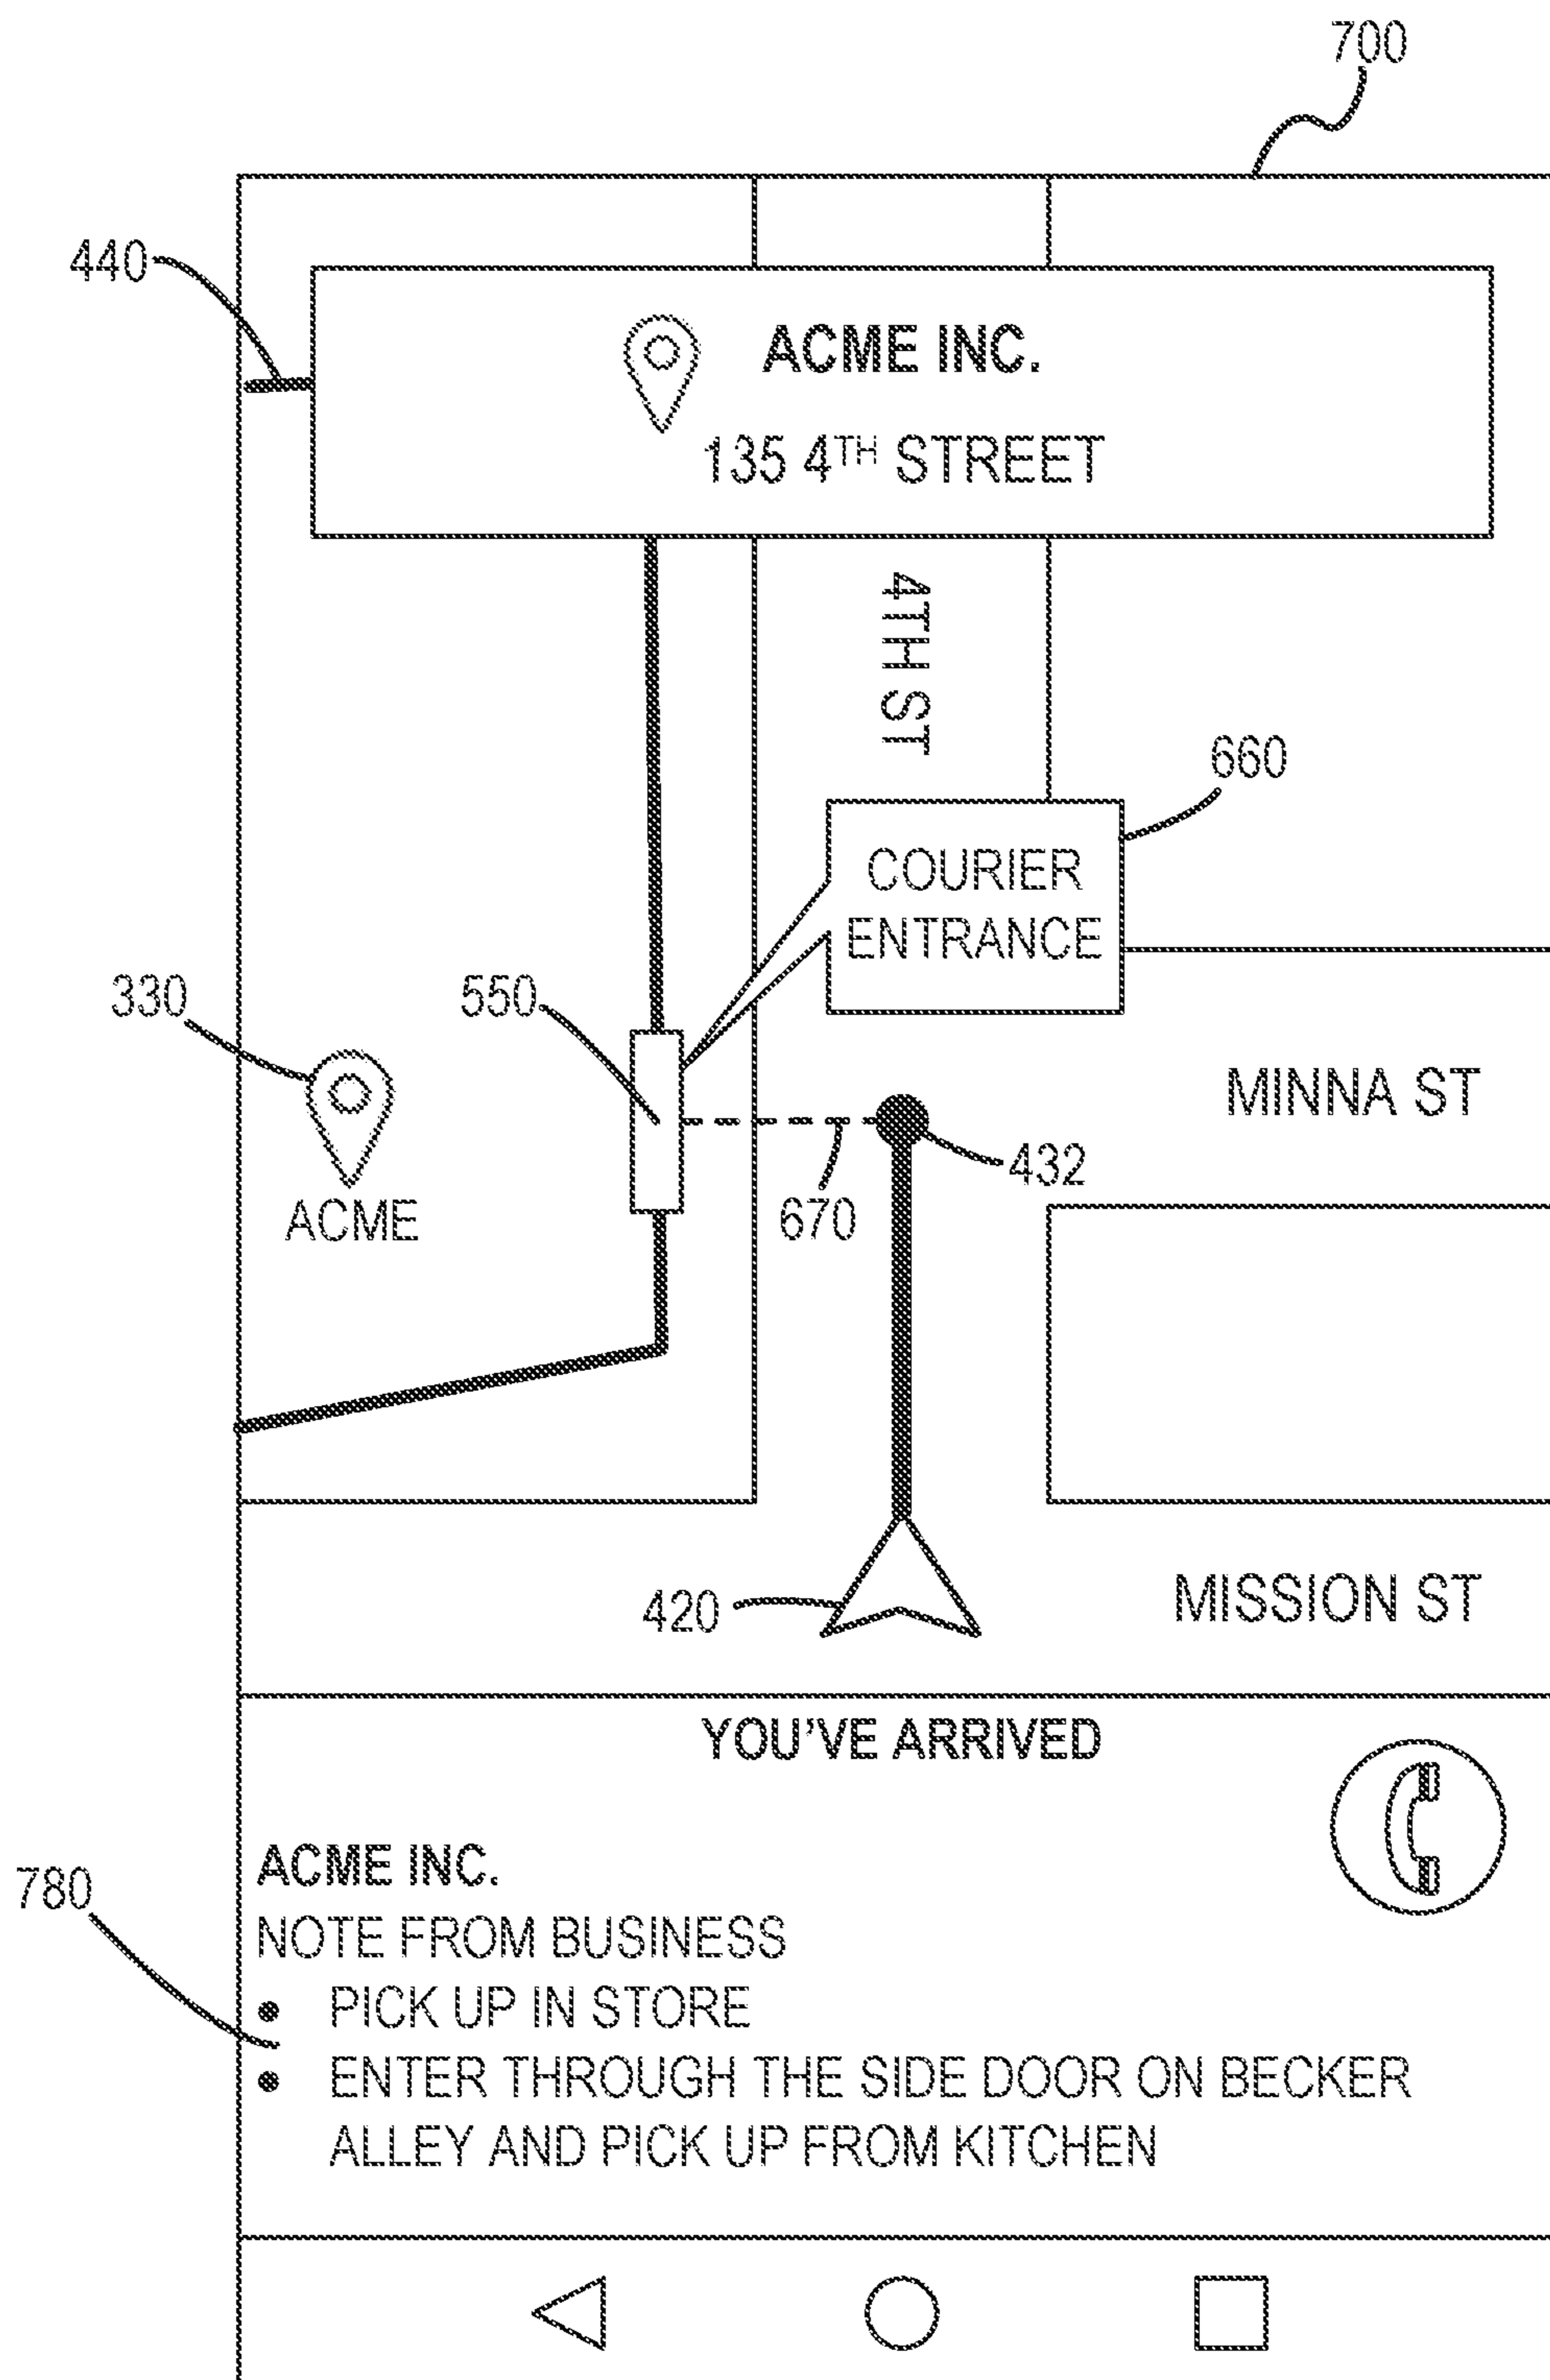 700
440
ACME INC.
135 4TH STREET
4TH ST
660
COURIER
ENTRANCE
330
550
MINNA ST
432
ACME
670
420
MISSION ST
YOU'VE ARRIVED
ACME INC.
780
NOTE FROM BUSINESS
• PICK UP IN STORE
• ENTER THROUGH THE SIDE DOOR ON BECKER
ALLEY AND PICK UP FROM KITCHEN